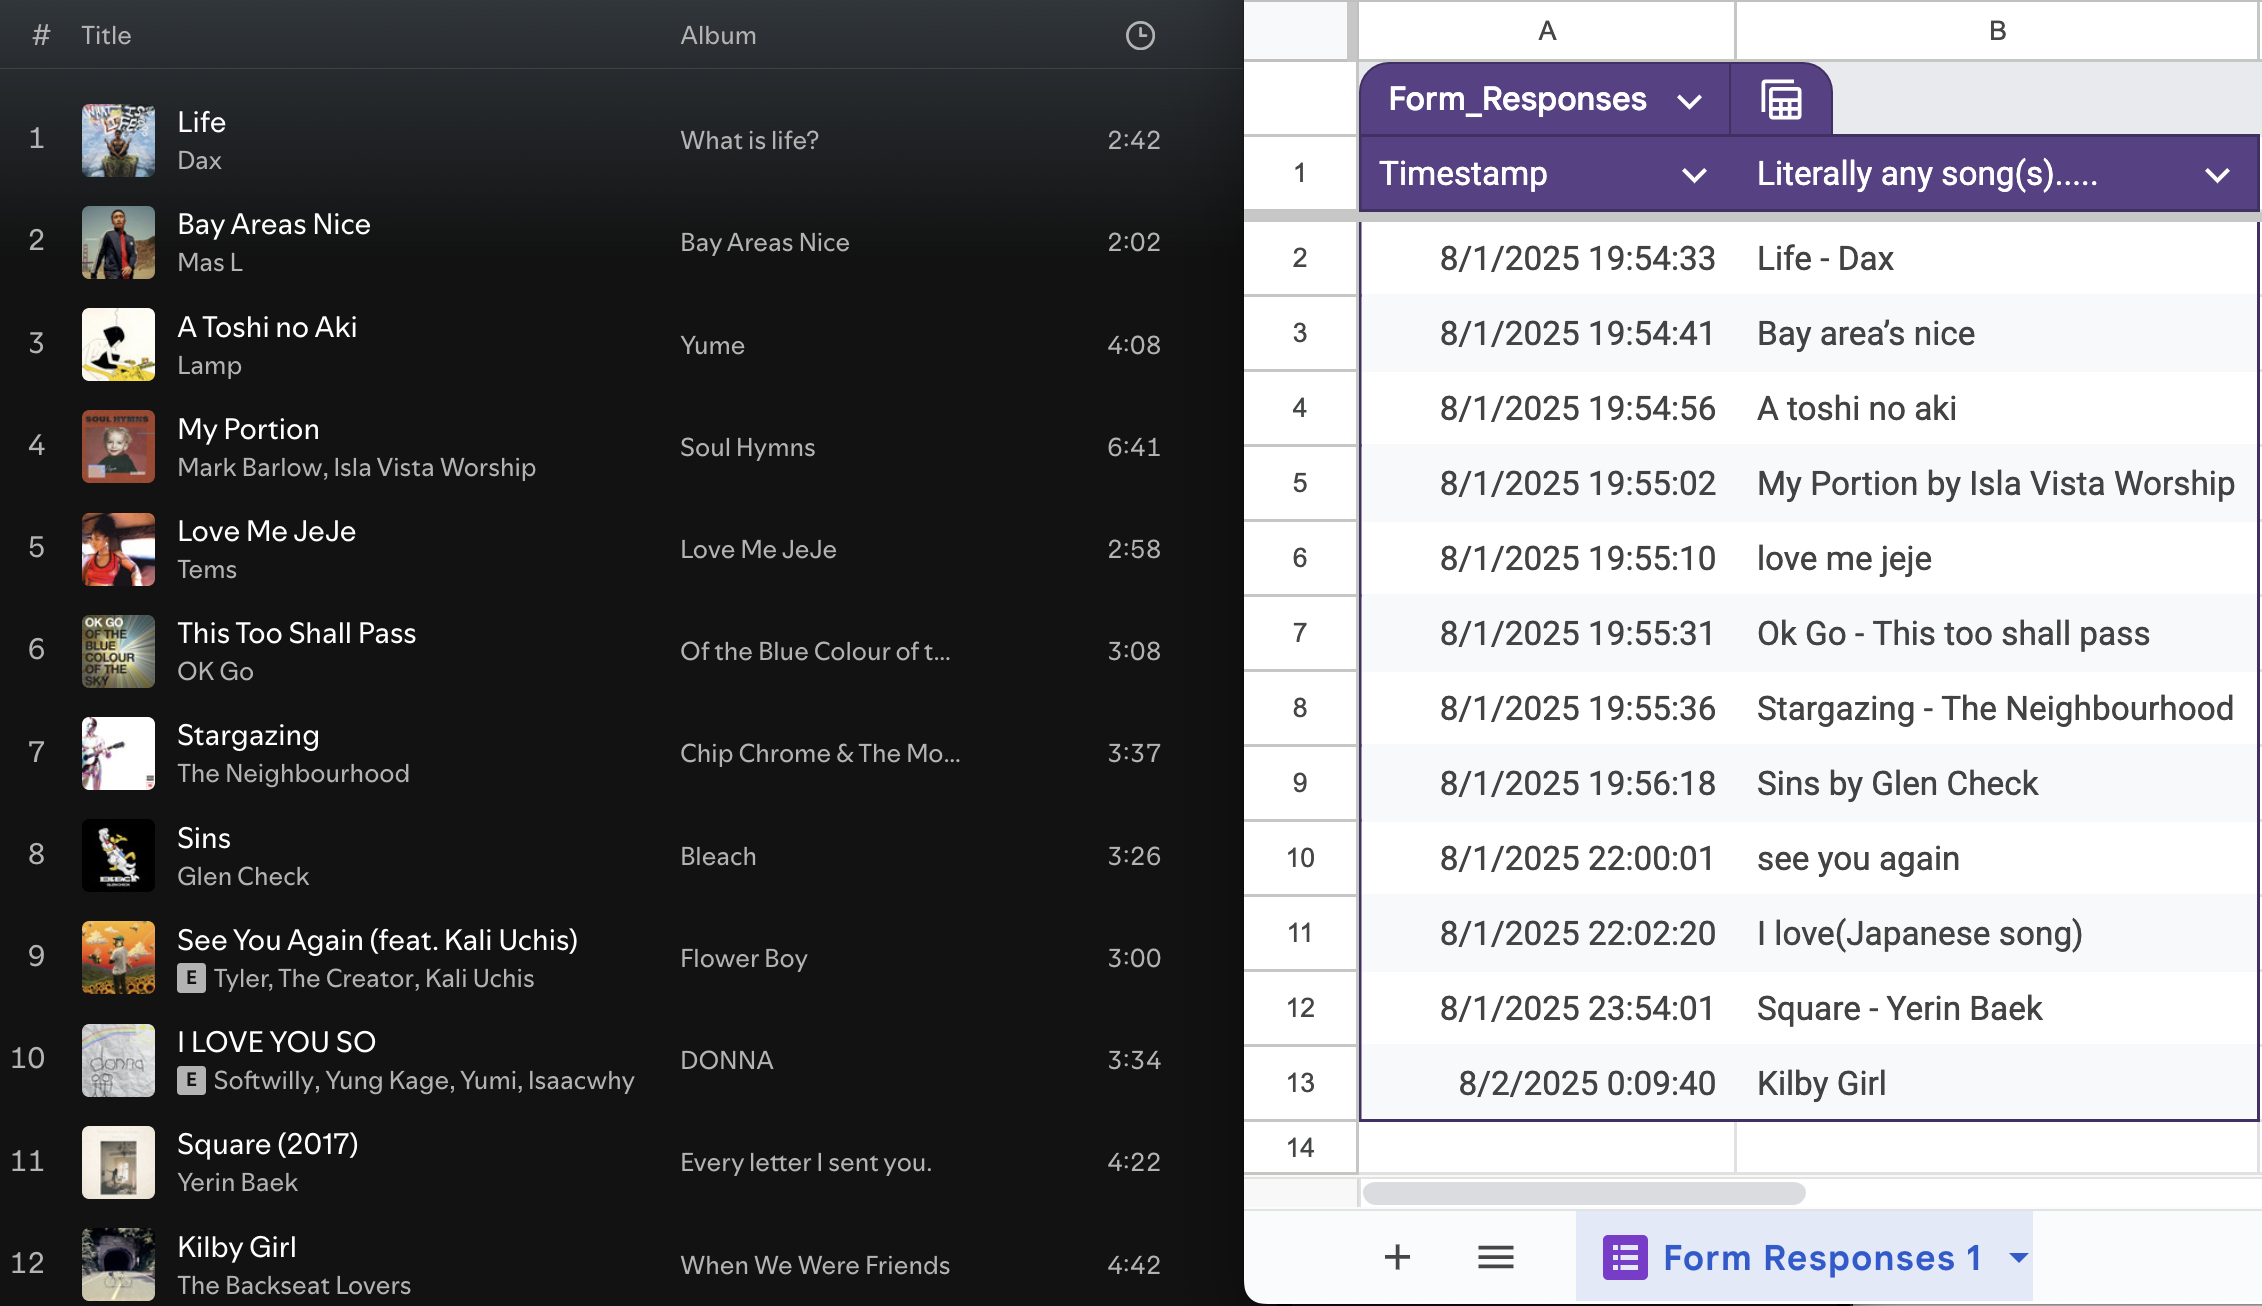 # Title Album
1 Life What is life? 2:42
Dax
2 Bay Areas Nice Bay Areas Nice 2:02
Mas L
3 A Toshi no Aki Yume 4:08
Lamp
SOUL HYMNS
4 My Portion Soul Hymns 6:41
Mark Barlow, Isla Vista Worship
5 Love Me JeJe Love Me JeJe 2:58
Tems
OK GO
OF THE
BLUE
COLOUR
OF THE
SKY
6 This Too Shall Pass Of the Blue Colour of t... 3:08
OK Go
7 Stargazing Chip Chrome & The Mo... 3:37
The Neighbourhood
8 Sins Bleach 3:26
Glen Check
9 See You Again (feat. Kali Uchis) Flower Boy 3:00
E Tyler, The Creator, Kali Uchis
donna
10 I LOVE YOU SO DONNA 3:34
E Softwilly, Yung Kage, Yumi, Isaacwhy
11 Square (2017) Every letter I sent you. 4:22
Yerin Baek
12 Kilby Girl When We Were Friends 4:42
The Backseat Lovers
A B
Form_Responses
1 Timestamp Literally any song(s).....
2 8/1/2025 19:54:33 Life - Dax
3 8/1/2025 19:54:41 Bay area’s nice
4 8/1/2025 19:54:56 A toshi no aki
5 8/1/2025 19:55:02 My Portion by Isla Vista Worship
6 8/1/2025 19:55:10 love me jeje
7 8/1/2025 19:55:31 Ok Go - This too shall pass
8 8/1/2025 19:55:36 Stargazing - The Neighbourhood
9 8/1/2025 19:56:18 Sins by Glen Check
10 8/1/2025 22:00:01 see you again
11 8/1/2025 22:02:20 I love(Japanese song)
12 8/1/2025 23:54:01 Square - Yerin Baek
13 8/2/2025 0:09:40 Kilby Girl
14
+ Form Responses 1